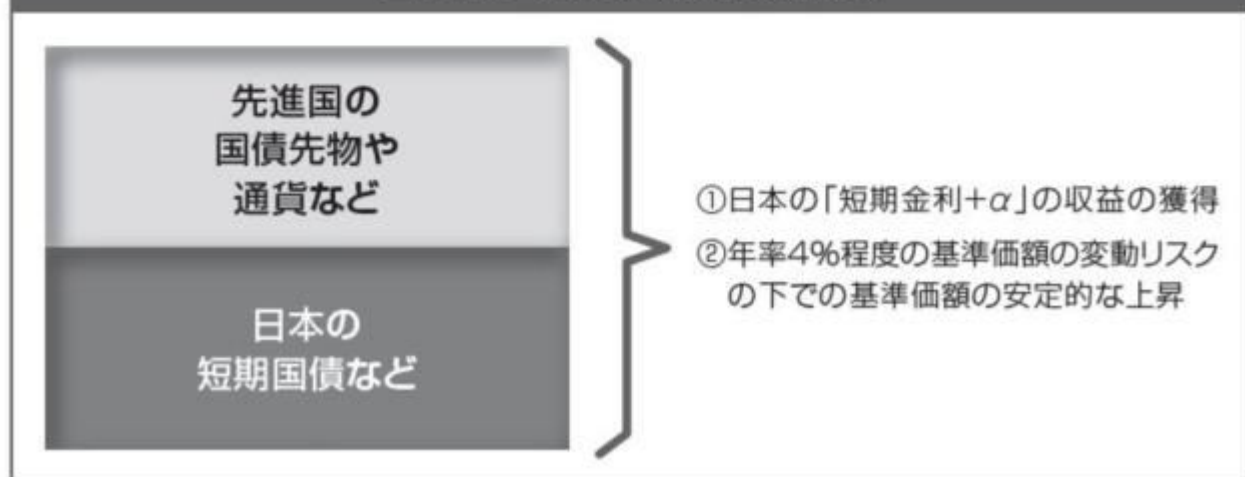 先進国の
国債先物や
通貨など
日本の
短期国債など
①日本の「短期金利+α」の収益の獲得
②年率4%程度の基準価額の変動リスク
の下での基準価額の安定的な上昇